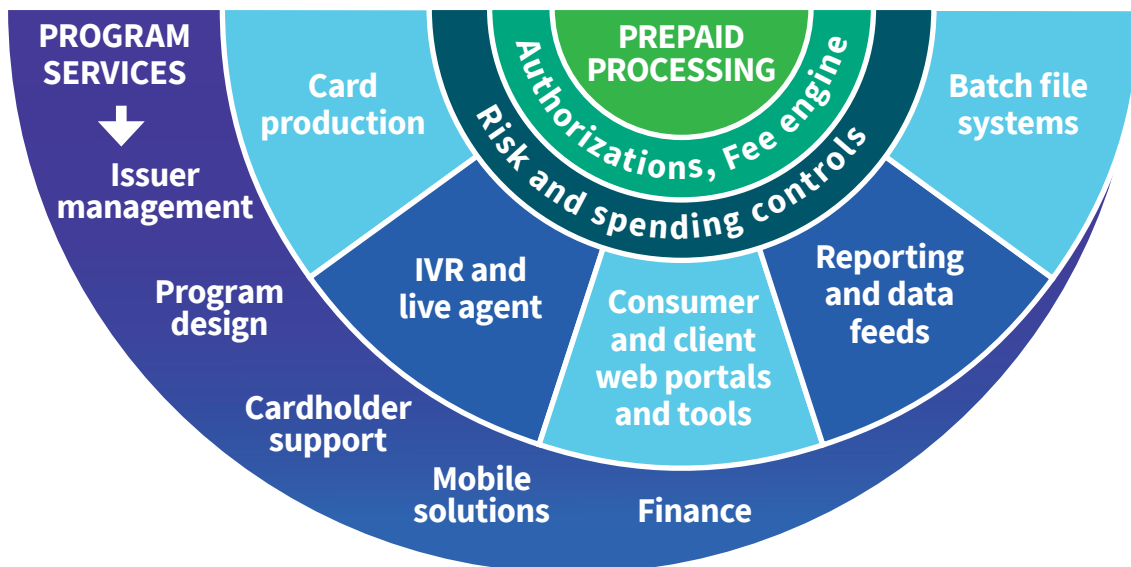 PROGRAM
SERVICES
Issuer
management
Program
design
Cardholder
support
Mobile
solutions
Finance
Card
production
IVR and
live agent
Consumer
and client
web portals
and tools
Reporting
and data
feeds
Batch file
systems
Risk and spending controls
Authorizations, Fee engine
PREPAID
PROCESSING